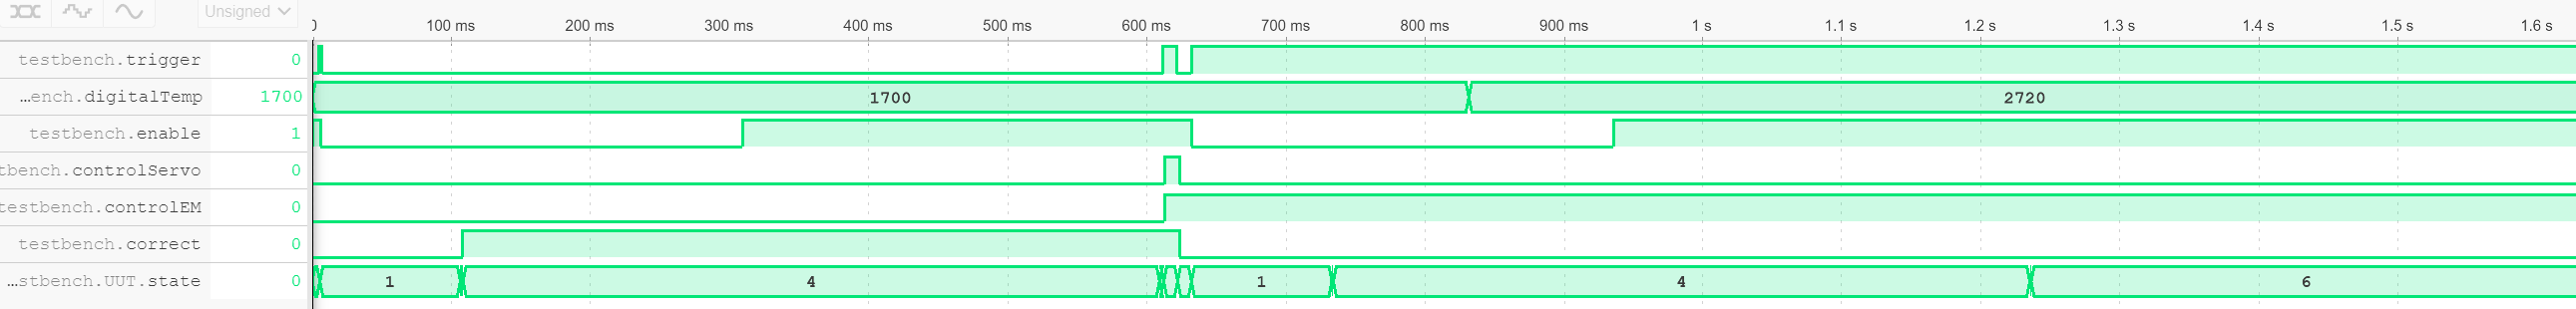 Unsigned
0 100 ms 200 ms 300 ms 400 ms 500 ms 600 ms 700 ms 800 ms 900 ms 1 s 1.1 s 1.2 s 1.3 s 1.4 s 1.5 s 1.6 s
testbench.trigger 0
…ench.digitalTemp 1700 1700 2720
testbench.enable 1
tbench.controlServo 0
testbench.controlEM 0
testbench.correct 0
…stbench.UUT.state 0 1 4 1 4 6